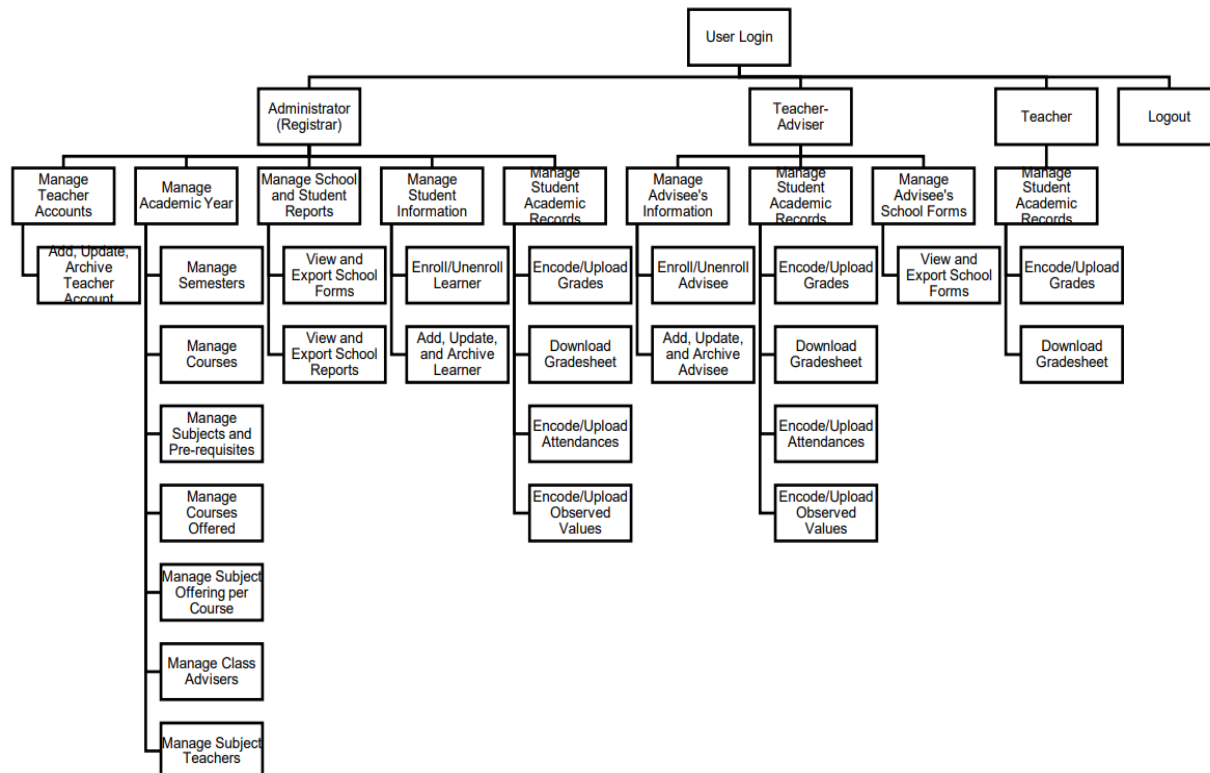 User Login
Administrator
(Registrar)
Teacher-
Adviser
Teacher
Logout
Manage
Teacher
Accounts
Manage
Academic Year
Manage School
and Student
Reports
Manage
Student
Information
Manage
Student
Academic
Records
Manage
Advisee's
Information
Manage
Student
Academic
Records
Manage
Advisee's
School Forms
Manage
Student
Academic
Records
Add, Update,
Archive
Teacher
Account
Manage
Semesters
View and
Export School
Forms
Enroll/Unenroll
Learner
Encode/Upload
Grades
Enroll/Unenroll
Advisee
Encode/Upload
Grades
View and
Export School
Forms
Encode/Upload
Grades
Manage
Courses
View and
Export School
Reports
Add, Update,
and Archive
Learner
Download
Gradesheet
Add, Update,
and Archive
Advisee
Download
Gradesheet
Download
Gradesheet
Manage
Subjects and
Pre-requisites
Encode/Upload
Attendances
Encode/Upload
Attendances
Manage
Courses
Offered
Encode/Upload
Observed
Values
Encode/Upload
Observed
Values
Manage Subject
Offering per
Course
Manage Class
Advisers
Manage Subject
Teachers